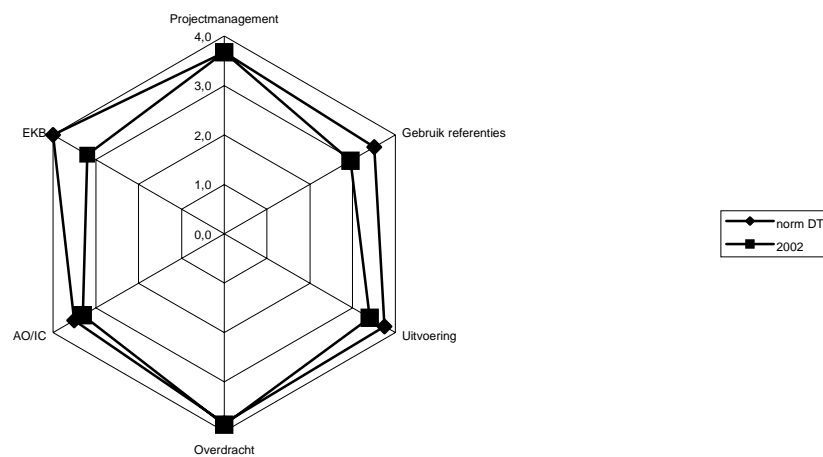 Projectmanagement
4,0
3,0
EKB
Gebruik referenties
2,0
1,0
0,0
norm DT
2002
AO/IC
Uitvoering
Overdracht